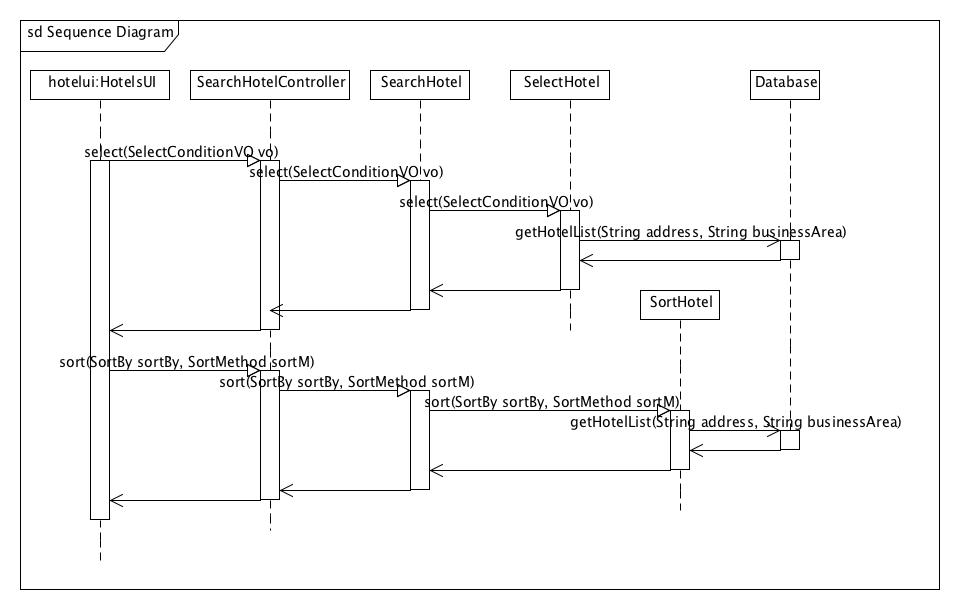 sd Sequence Diagram
hotelui:HotelsUI
SearchHotelController
SearchHotel
SelectHotel
Database
select(SelectConditionVO vo)
select(SelectConditionVO vo)
select(SelectConditionVO vo)
getHotelList(String address, String businessArea)
SortHotel
sort(SortBy sortBy, SortMethod sortM)
sort(SortBy sortBy, SortMethod sortM)
sort(SortBy sortBy, SortMethod sortM)
getHotelList(String address, String businessArea)